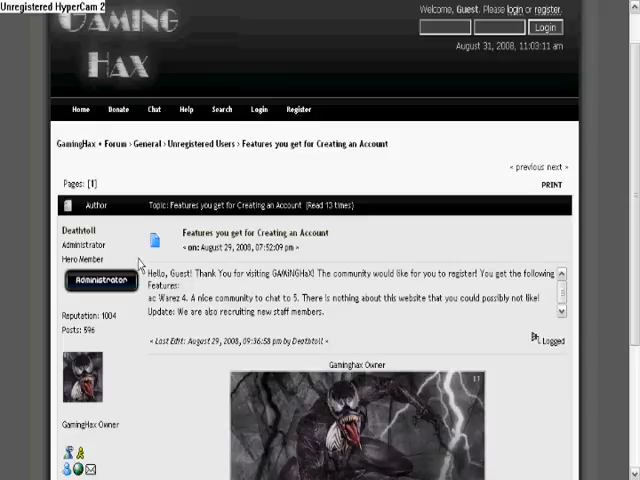 Unregistered HyperCam 2
GAMING
HAX
Welcome, Guest. Please login or register.
Login
August 31, 2008, 11:03:11 am
Home Donate Chat Help Search Login Register
GamingHax • Forum › General › Unregistered Users › Features you get for Creating an Account
« previous next »
Pages: [1]
PRINT
Author Topic: Features you get for Creating an Account (Read 13 times)
Deathtoll
Administrator
Hero Member
Administrator
Reputation: 1004
Posts: 596
GamingHax Owner
Features you get for Creating an Account
« on: August 29, 2008, 07:52:09 pm »
Hello, Guest! Thank You for visiting GAMiNGHaX! The community would like for you to register! You get the following
Features:
ac Warez 4. A nice community to chat to 5. There is nothing about this website that you could possibly not like!
Update: We are also recruiting new staff members.
« Last Edit: August 29, 2008, 09:36:58 pm by Deathtoll »
Logged
Gaminghax Owner